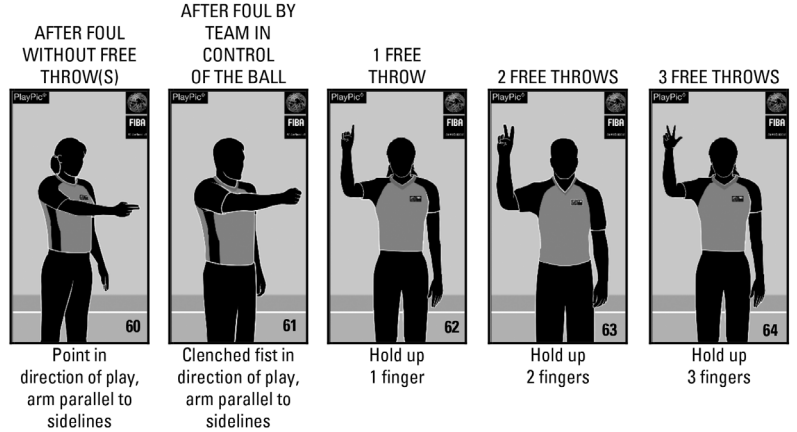 AFTER FOUL
WITHOUT FREE
THROW(S)
PlayPic®
FIBA
60
Point in
direction of play,
arm parallel to
sidelines
AFTER FOUL BY
TEAM IN
CONTROL
OF THE BALL
PlayPic®
FIBA
61
Clenched fist in
direction of play,
arm parallel to
sidelines
1 FREE
THROW
PlayPic®
FIBA
62
Hold up
1 finger
2 FREE THROWS
PlayPic®
FIBA
63
Hold up
2 fingers
3 FREE THROWS
PlayPic®
FIBA
64
Hold up
3 fingers